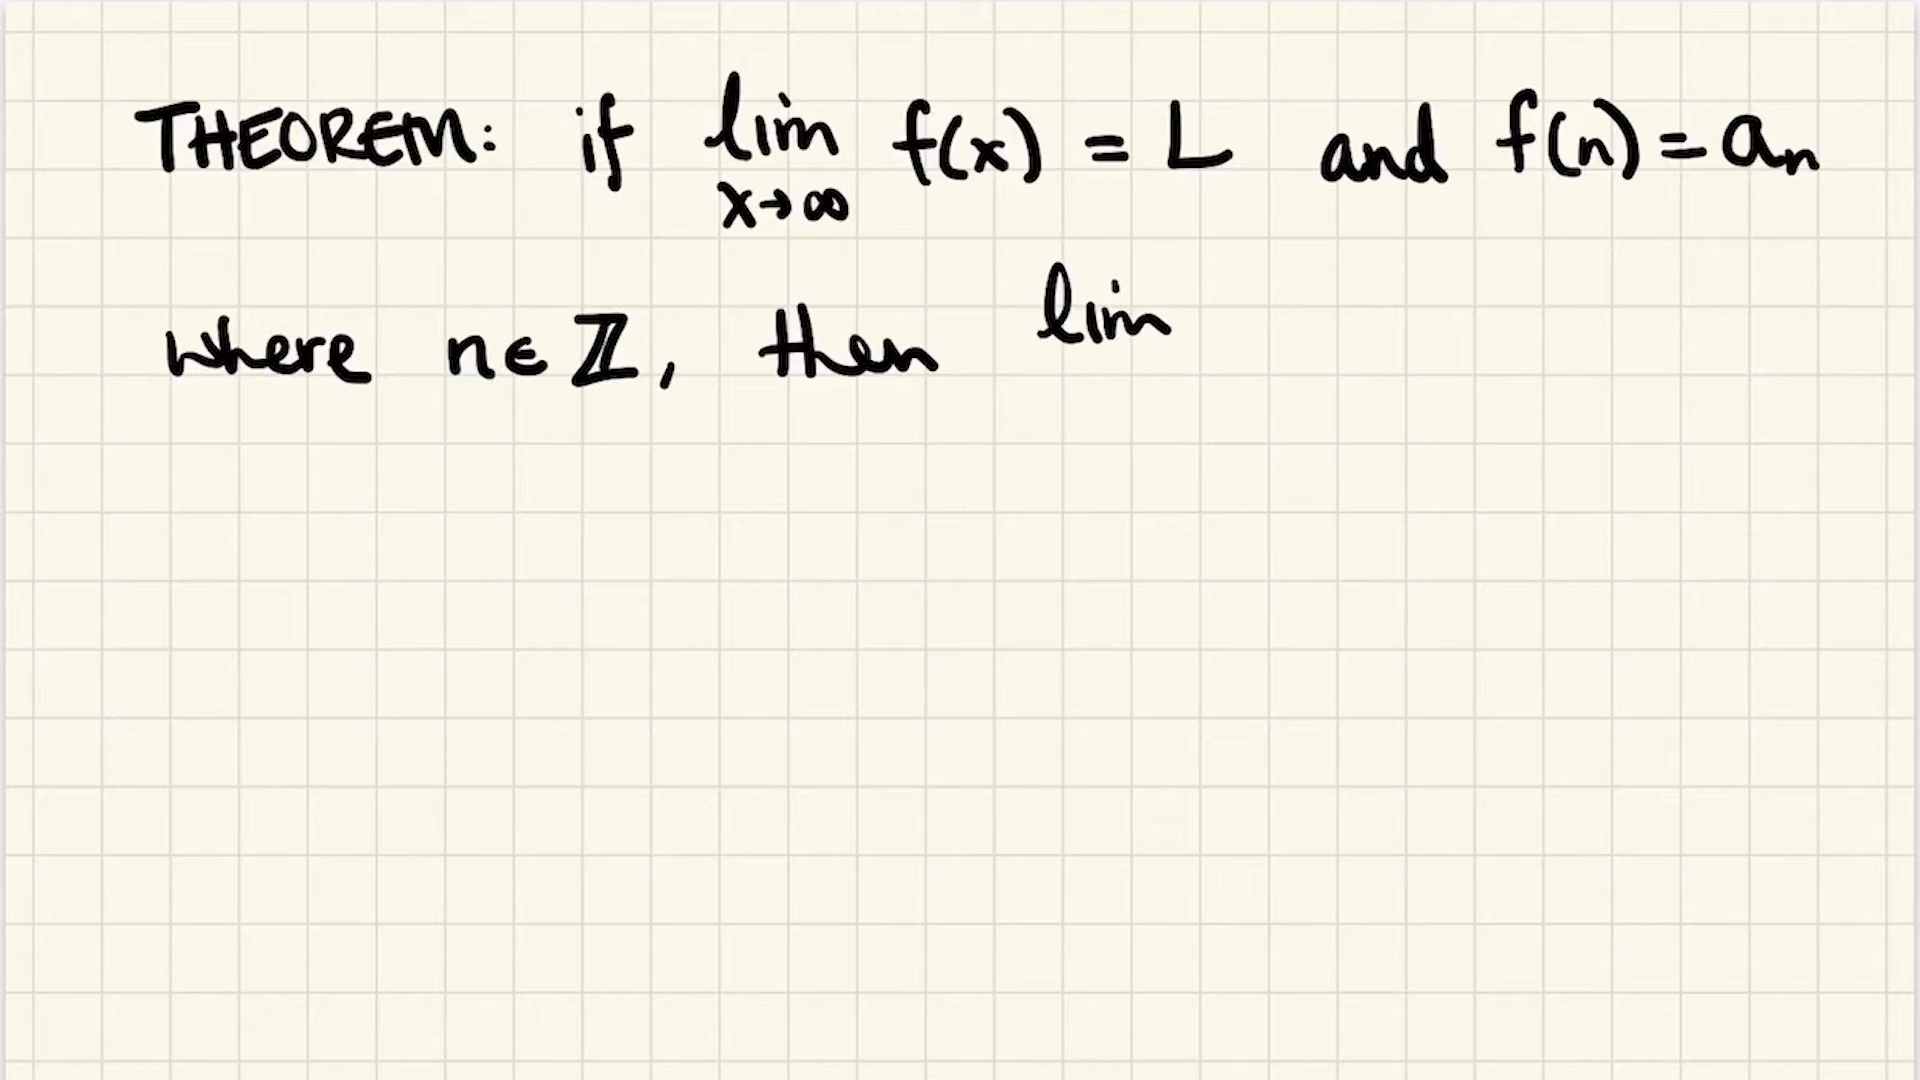 THEOREM: if lim f(x) = L and f(n) = aₙ
x→∞
where n ∈ ℤ, then lim